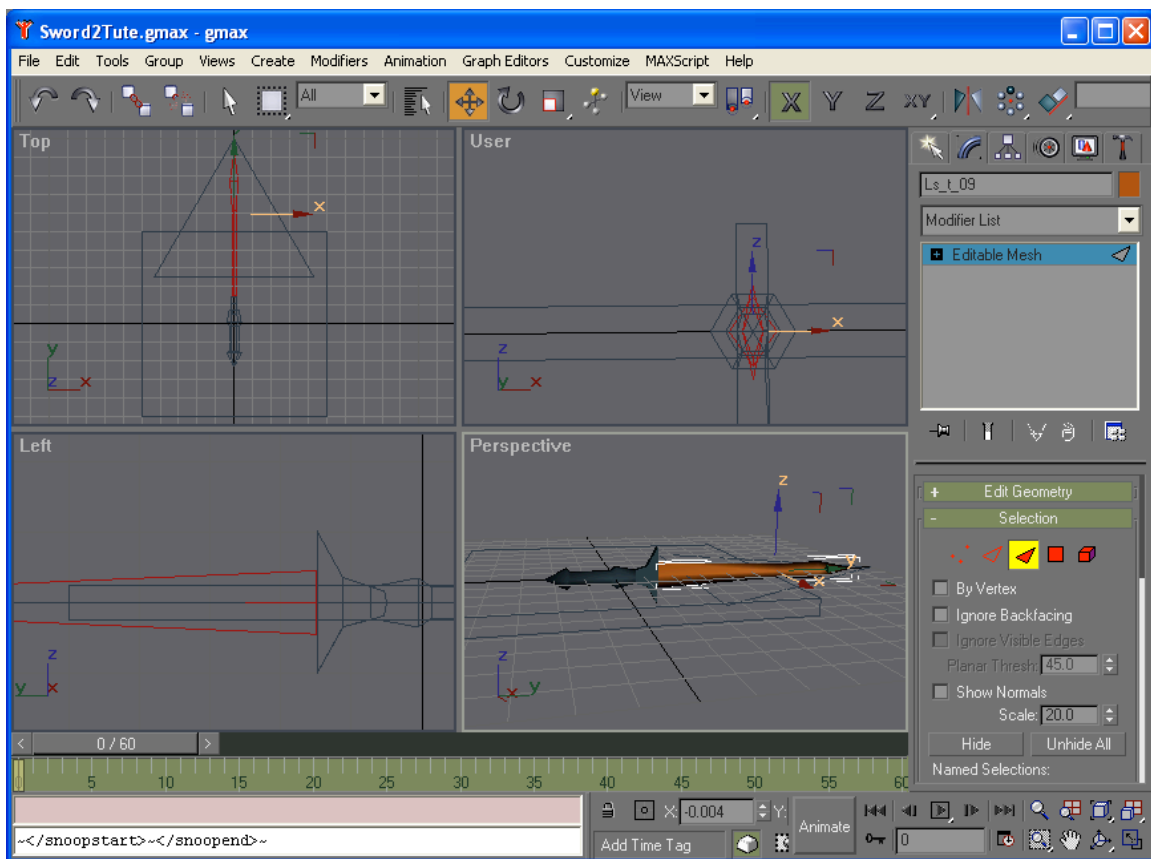 Sword2Tute.gmax - gmax
File Edit Tools Group Views Create Modifiers Animation Graph Editors Customize MAXScript Help
All View X Y Z XY
Top
User
x
z
x
y
z x
z
y x
Ls_t_09
Modifier List
Editable Mesh
Left
Perspective
z
y
x
z
y x
z
x y
+ Edit Geometry
- Selection
By Vertex
Ignore Backfacing
Ignore Visible Edges
Planar Thresh: 45.0
Show Normals
Scale: 20.0
Hide Unhide All
Named Selections:
< 0 / 60 >
0 5 10 15 20 25 30 35 40 45 50 55 60
X: -0.004 Y:
Animate
0
~</snoopstart>~</snoopend>~
Add Time Tag